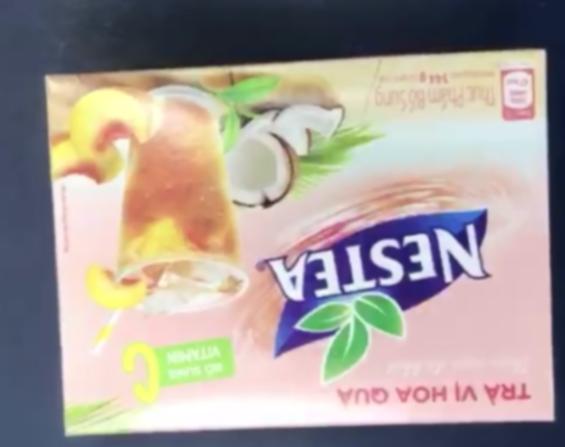 TRÀ VỊ HOA QUẢ
NESTEA
BỔ SUNG
VITAMIN
C
Thực Phẩm Bổ Sung
144 g